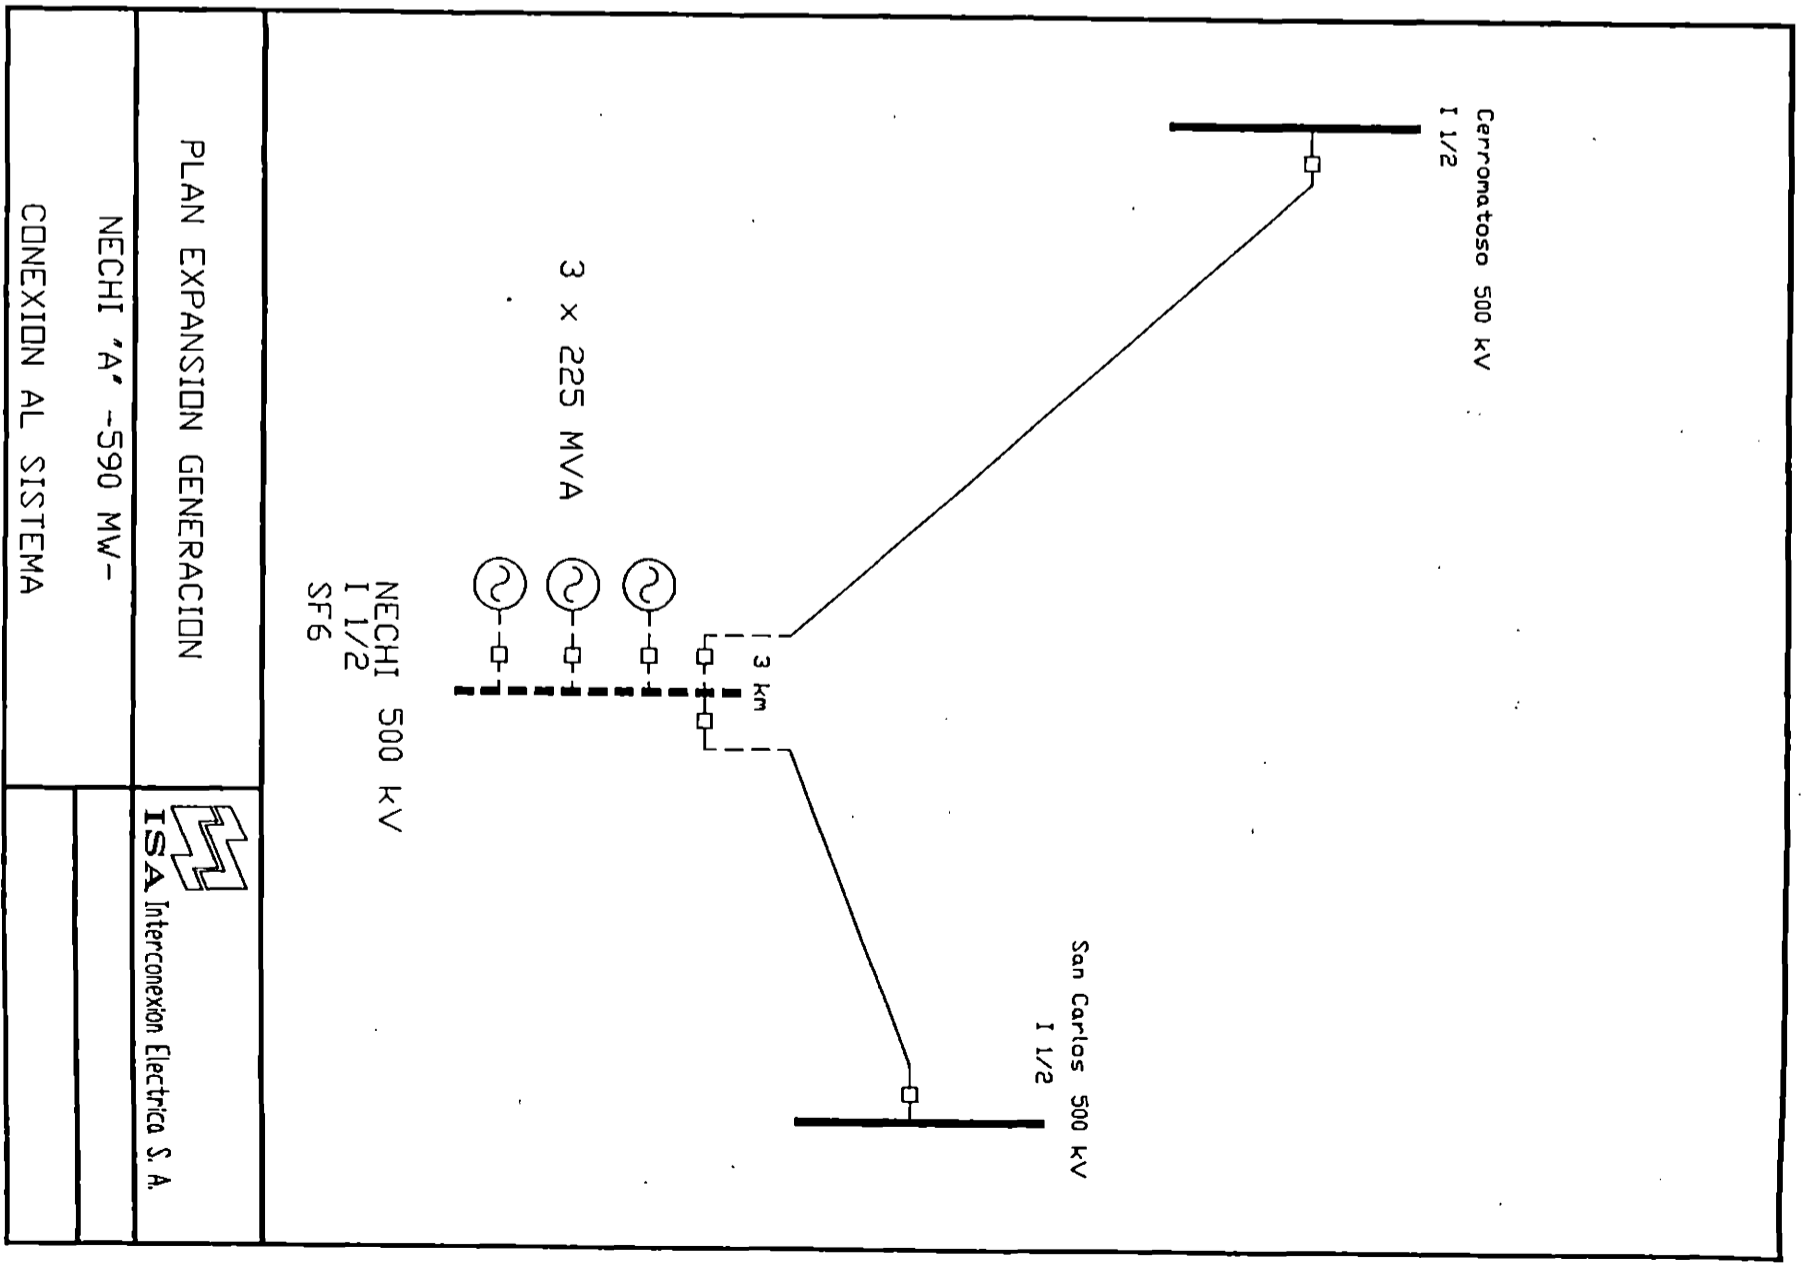 Cerromatoso 500 kV
I 1/2
San Carlos 500 kV
I 1/2
3 km
3 x 225 MVA
NECHI 500 kV
I 1/2
SF6
PLAN EXPANSION GENERACION
NECHI "A" -590 MW-
CONEXION AL SISTEMA
ISA Interconexion Electrica S. A.